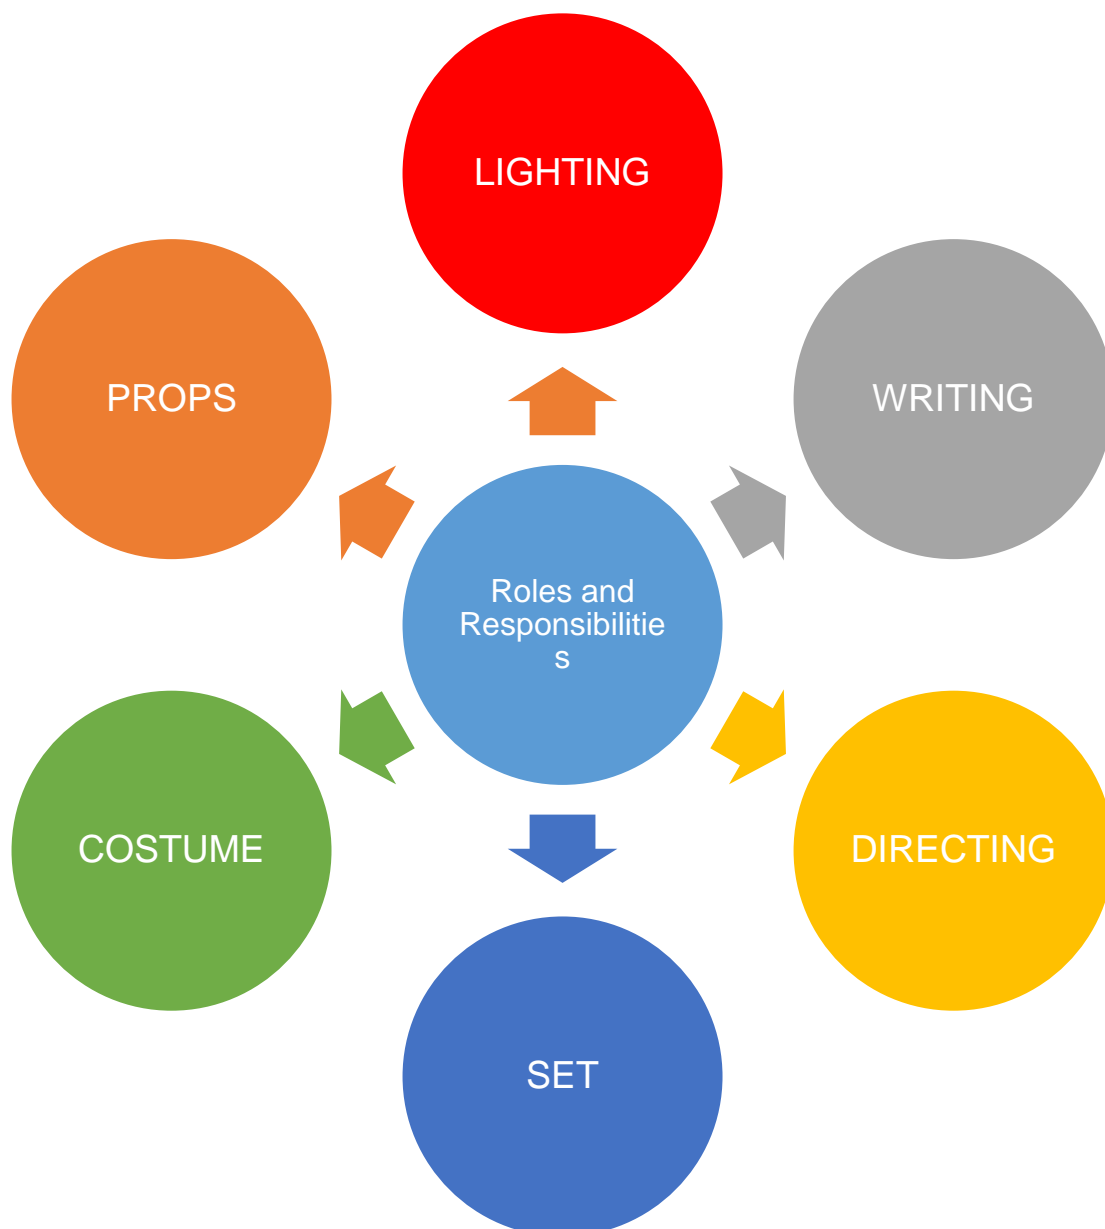 LIGHTING
PROPS
WRITING
Roles and
Responsibilitie
s
COSTUME
DIRECTING
SET